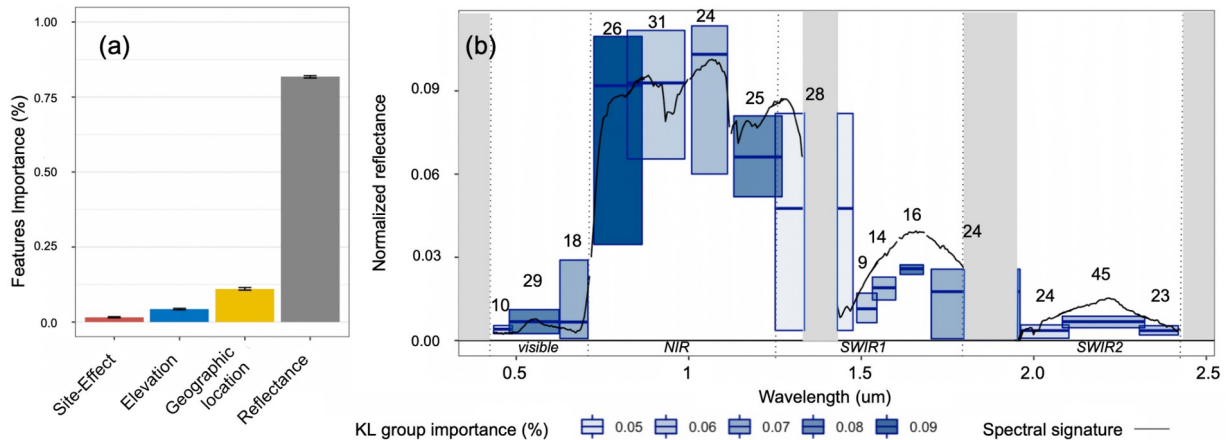 (a)
Features Importance (%)
1.00
0.75
0.50
0.25
0.0
Site-Effect
Elevation
Geographic
location
Reflectance
(b)
Normalized reflectance
0.09
0.06
0.03
0.00
10
29
18
26
31
24
25
28
9
14
16
24
24
45
23
visible
NIR
SWIR1
SWIR2
0.5
1
1.5
2.0
2.5
Wavelength (um)
KL group importance (%)
0.05
0.06
0.07
0.08
0.09
Spectral signature